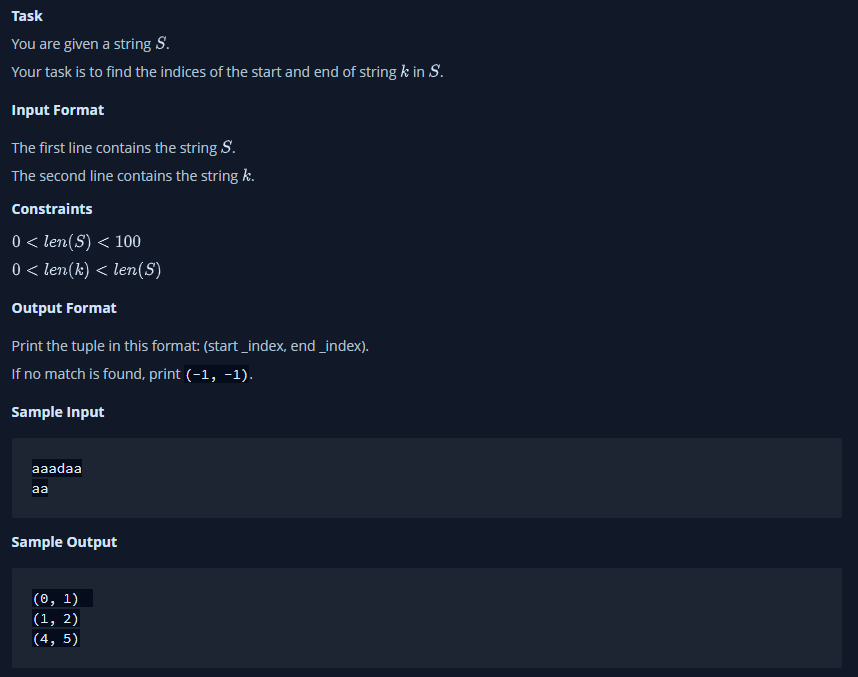 Task
You are given a string S.
Your task is to find the indices of the start and end of string k in S.
Input Format
The first line contains the string S.
The second line contains the string k.
Constraints
0 < len(S) < 100
0 < len(k) < len(S)
Output Format
Print the tuple in this format: (start _index, end _index).
If no match is found, print (-1, -1).
Sample Input
aaadaa
aa
Sample Output
(0, 1)
(1, 2)
(4, 5)